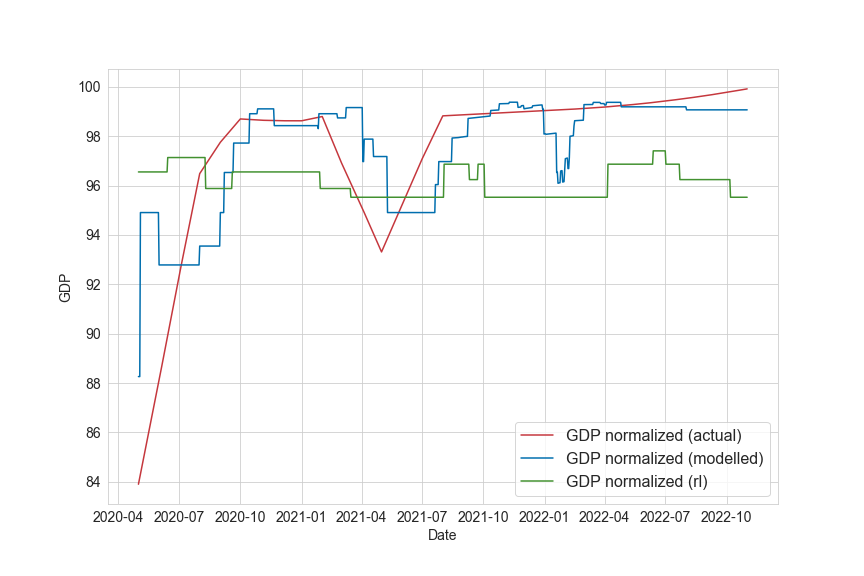 100
98
96
94
92
90
88
86
84
GDP
GDP normalized (actual)
GDP normalized (modelled)
GDP normalized (rl)
2020-04 2020-07 2020-10 2021-01 2021-04 2021-07 2021-10 2022-01 2022-04 2022-07 2022-10
Date